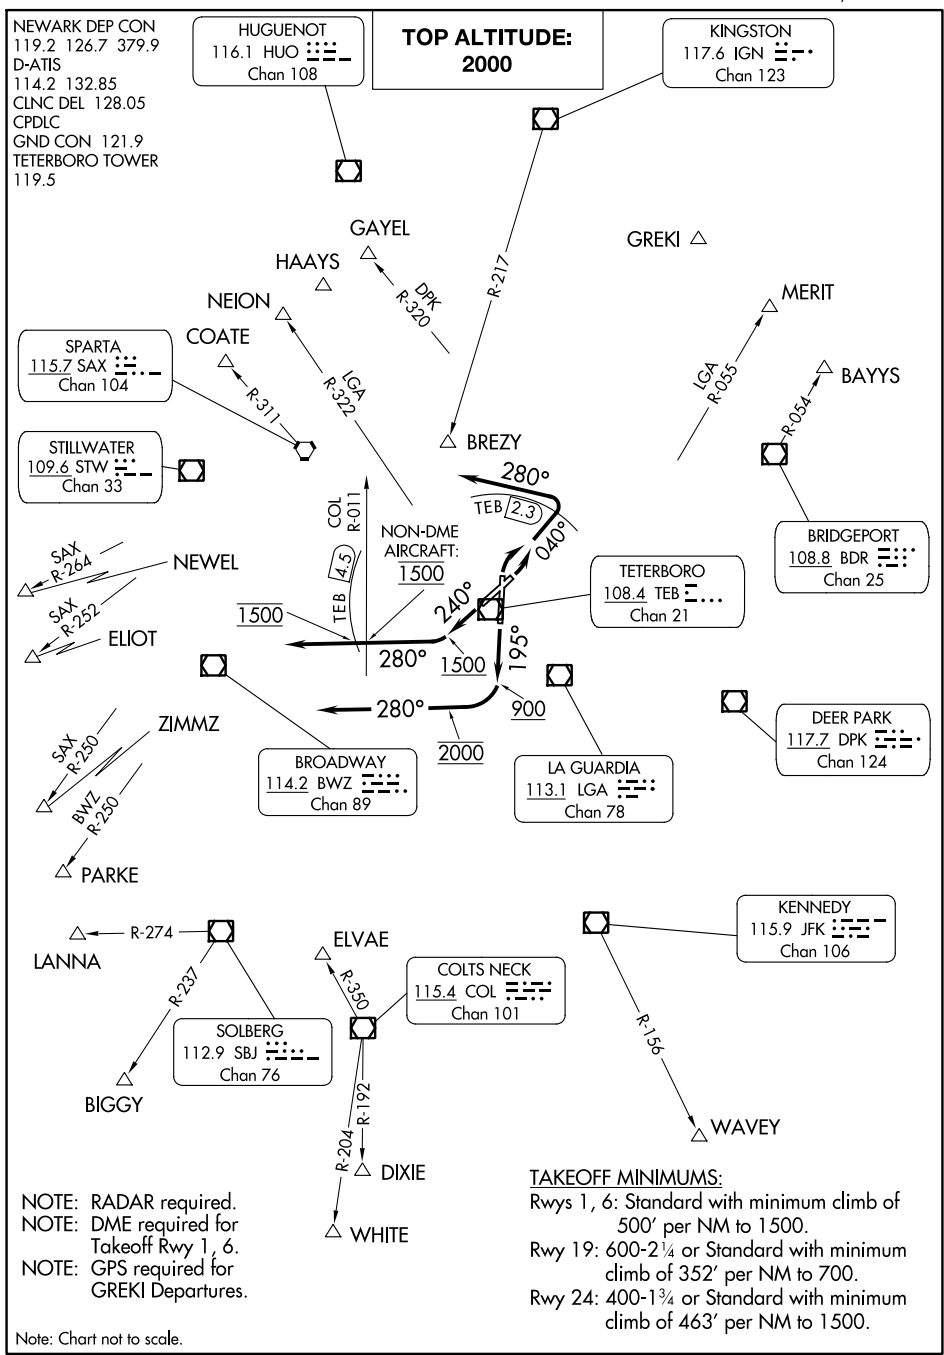 NEWARK DEP CON
119.2 126.7 379.9
D-ATIS
114.2 132.85
CLNC DEL 128.05
CPDLC
GND CON 121.9
TETERBORO TOWER
119.5
HUGUENOT
116.1 HUO
Chan 108
TOP ALTITUDE:
2000
KINGSTON
117.6 IGN
Chan 123
GAYEL
HAAYS
NEION
COATE
DPK
R-320
R-217
GREKI
MERIT
LGA
R-055
BAYYS
R-054
SPARTA
115.7 SAX
Chan 104
R-311
LGA
R-322
BREZY
STILLWATER
109.6 STW
Chan 33
COL
R-011
280°
TEB 2.3
040°
NON-DME
AIRCRAFT:
1500
TEB 4.5
BRIDGEPORT
108.8 BDR
Chan 25
SAX
R-264
NEWEL
TETERBORO
108.4 TEB
Chan 21
SAX
R-252
ELIOT
1500
240°
280°
1500
195°
900
280°
2000
ZIMMZ
SAX
R-250
BROADWAY
114.2 BWZ
Chan 89
LA GUARDIA
113.1 LGA
Chan 78
DEER PARK
117.7 DPK
Chan 124
BWZ
R-250
PARKE
LANNA
R-274
R-237
ELVAE
R-350
COLTS NECK
115.4 COL
Chan 101
KENNEDY
115.9 JFK
Chan 106
SOLBERG
112.9 SBJ
Chan 76
BIGGY
R-192
R-204
DIXIE
WHITE
R-156
WAVEY
NOTE: RADAR required.
NOTE: DME required for
Takeoff Rwy 1, 6.
NOTE: GPS required for
GREKI Departures.
TAKEOFF MINIMUMS:
Rwys 1, 6: Standard with minimum climb of
500' per NM to 1500.
Rwy 19: 600-2¼ or Standard with minimum
climb of 352' per NM to 700.
Rwy 24: 400-1¾ or Standard with minimum
climb of 463' per NM to 1500.
Note: Chart not to scale.